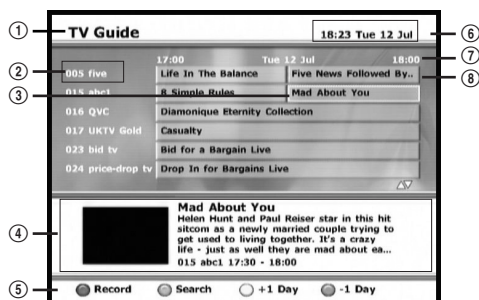 ① TV Guide 18:23 Tue 12 Jul ⑥
17:00 Tue 12 Jul 18:00 ⑦
② 005 five Life In The Balance Five News Followed By.. ⑧
③ 015 abc1 8 Simple Rules Mad About You
016 QVC Diamonique Eternity Collection
017 UKTV Gold Casualty
023 bid tv Bid for a Bargain Live
024 price-drop tv Drop In for Bargains Live
Mad About You
Helen Hunt and Paul Reiser star in this hit
sitcom as a newly married couple trying to
④ get used to living together. It's a crazy
life - just as well they are mad about ea...
015 abc1 17:30 - 18:00
⑤ Record Search +1 Day -1 Day